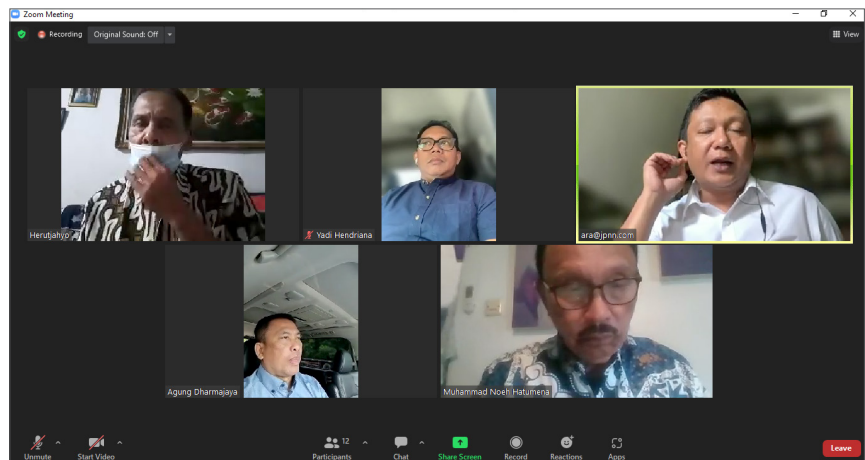 Zoom Meeting
Recording Original Sound: Off
View
Herutjahyo
Yadi Hendriana
ara@jpnn.com
Agung Dharmajaya
Muhammad Noeh Hatumena
12
Unmute Start Video Participants Chat Share Screen Record Reactions Apps
Leave